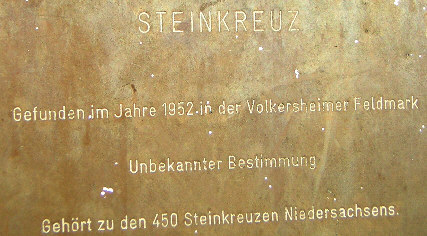 STEINKREUZ
Gefunden im Jahre 1952 in der Volkersheimer Feldmark
Unbekannter Bestimmung
Gehört zu den 450 Steinkreuzen Niedersachsens.